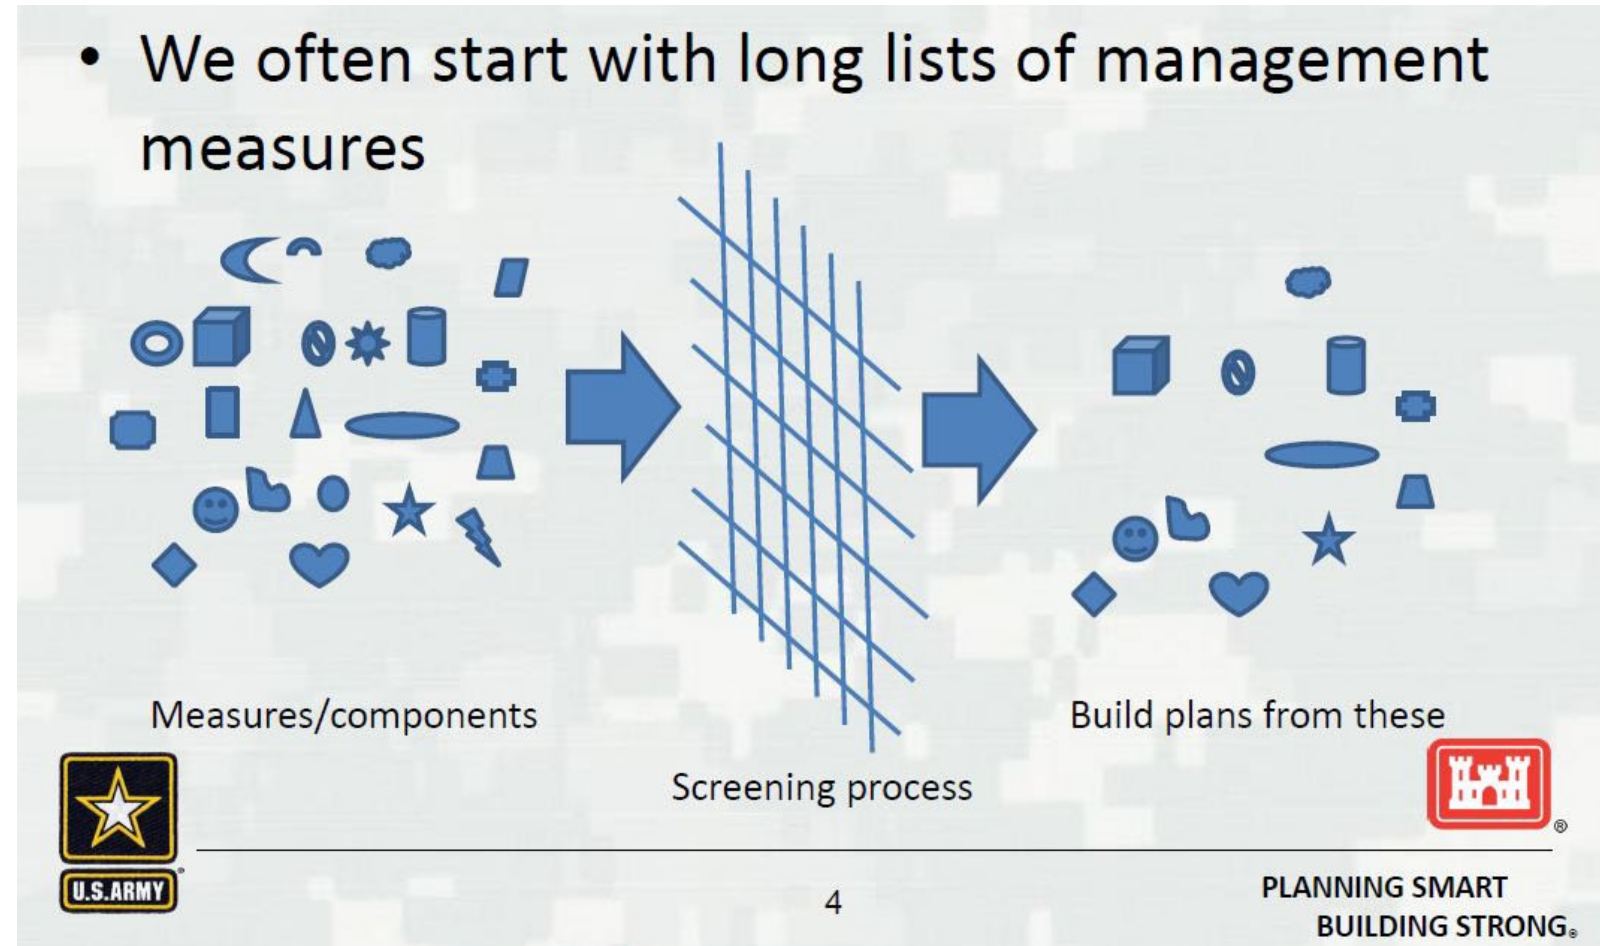 • We often start with long lists of management
measures
Measures/components
Build plans from these
Screening process
U.S.ARMY
®
®
4
PLANNING SMART
BUILDING STRONG®